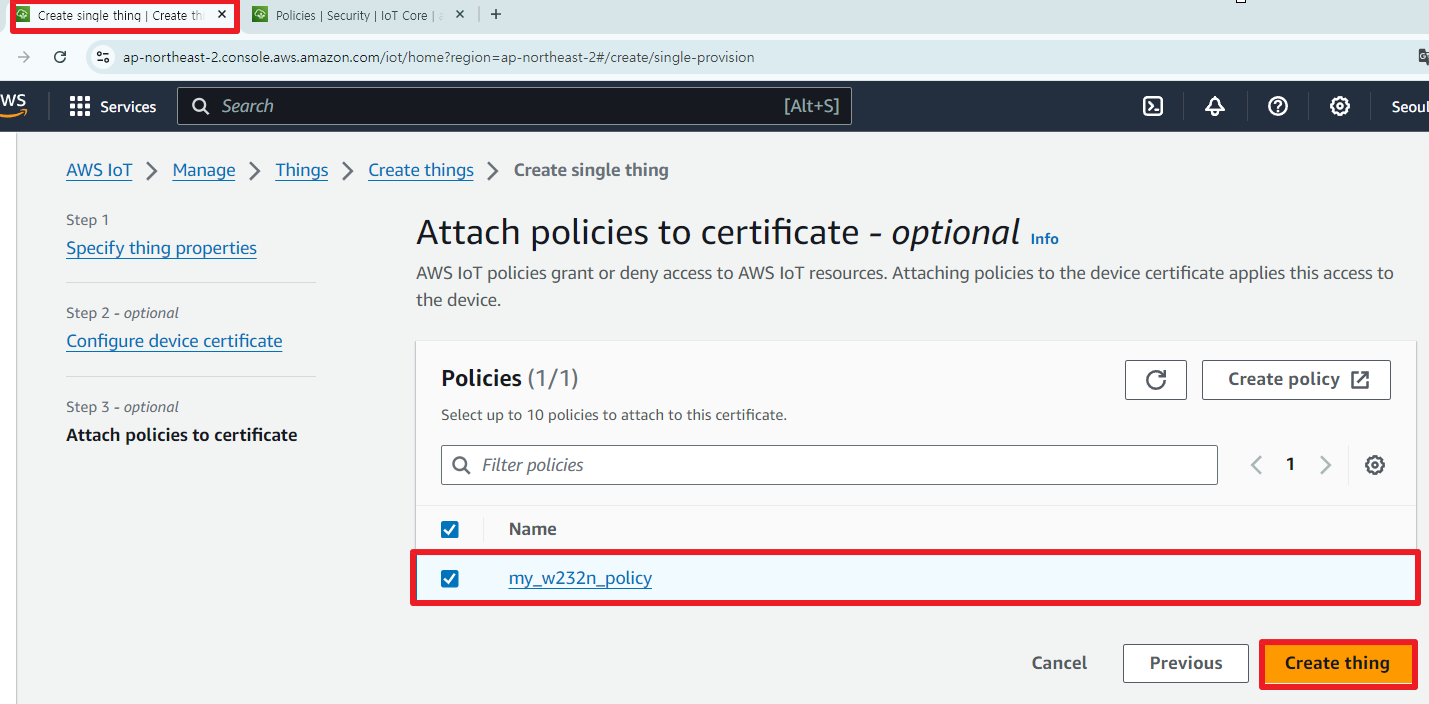 Create single thing | Create thi
Policies | Security | IoT Core | a
ap-northeast-2.console.aws.amazon.com/iot/home?region=ap-northeast-2#/create/single-provision
WS
Services
Search
[Alt+S]
Seoul
AWS IoT
Manage
Things
Create things
Create single thing
Step 1
Specify thing properties
Step 2 - optional
Configure device certificate
Step 3 - optional
Attach policies to certificate
Attach policies to certificate - optional Info
AWS IoT policies grant or deny access to AWS IoT resources. Attaching policies to the device certificate applies this access to
the device.
Policies (1/1)
Create policy
Select up to 10 policies to attach to this certificate.
Filter policies
1
Name
my_w232n_policy
Cancel
Previous
Create thing